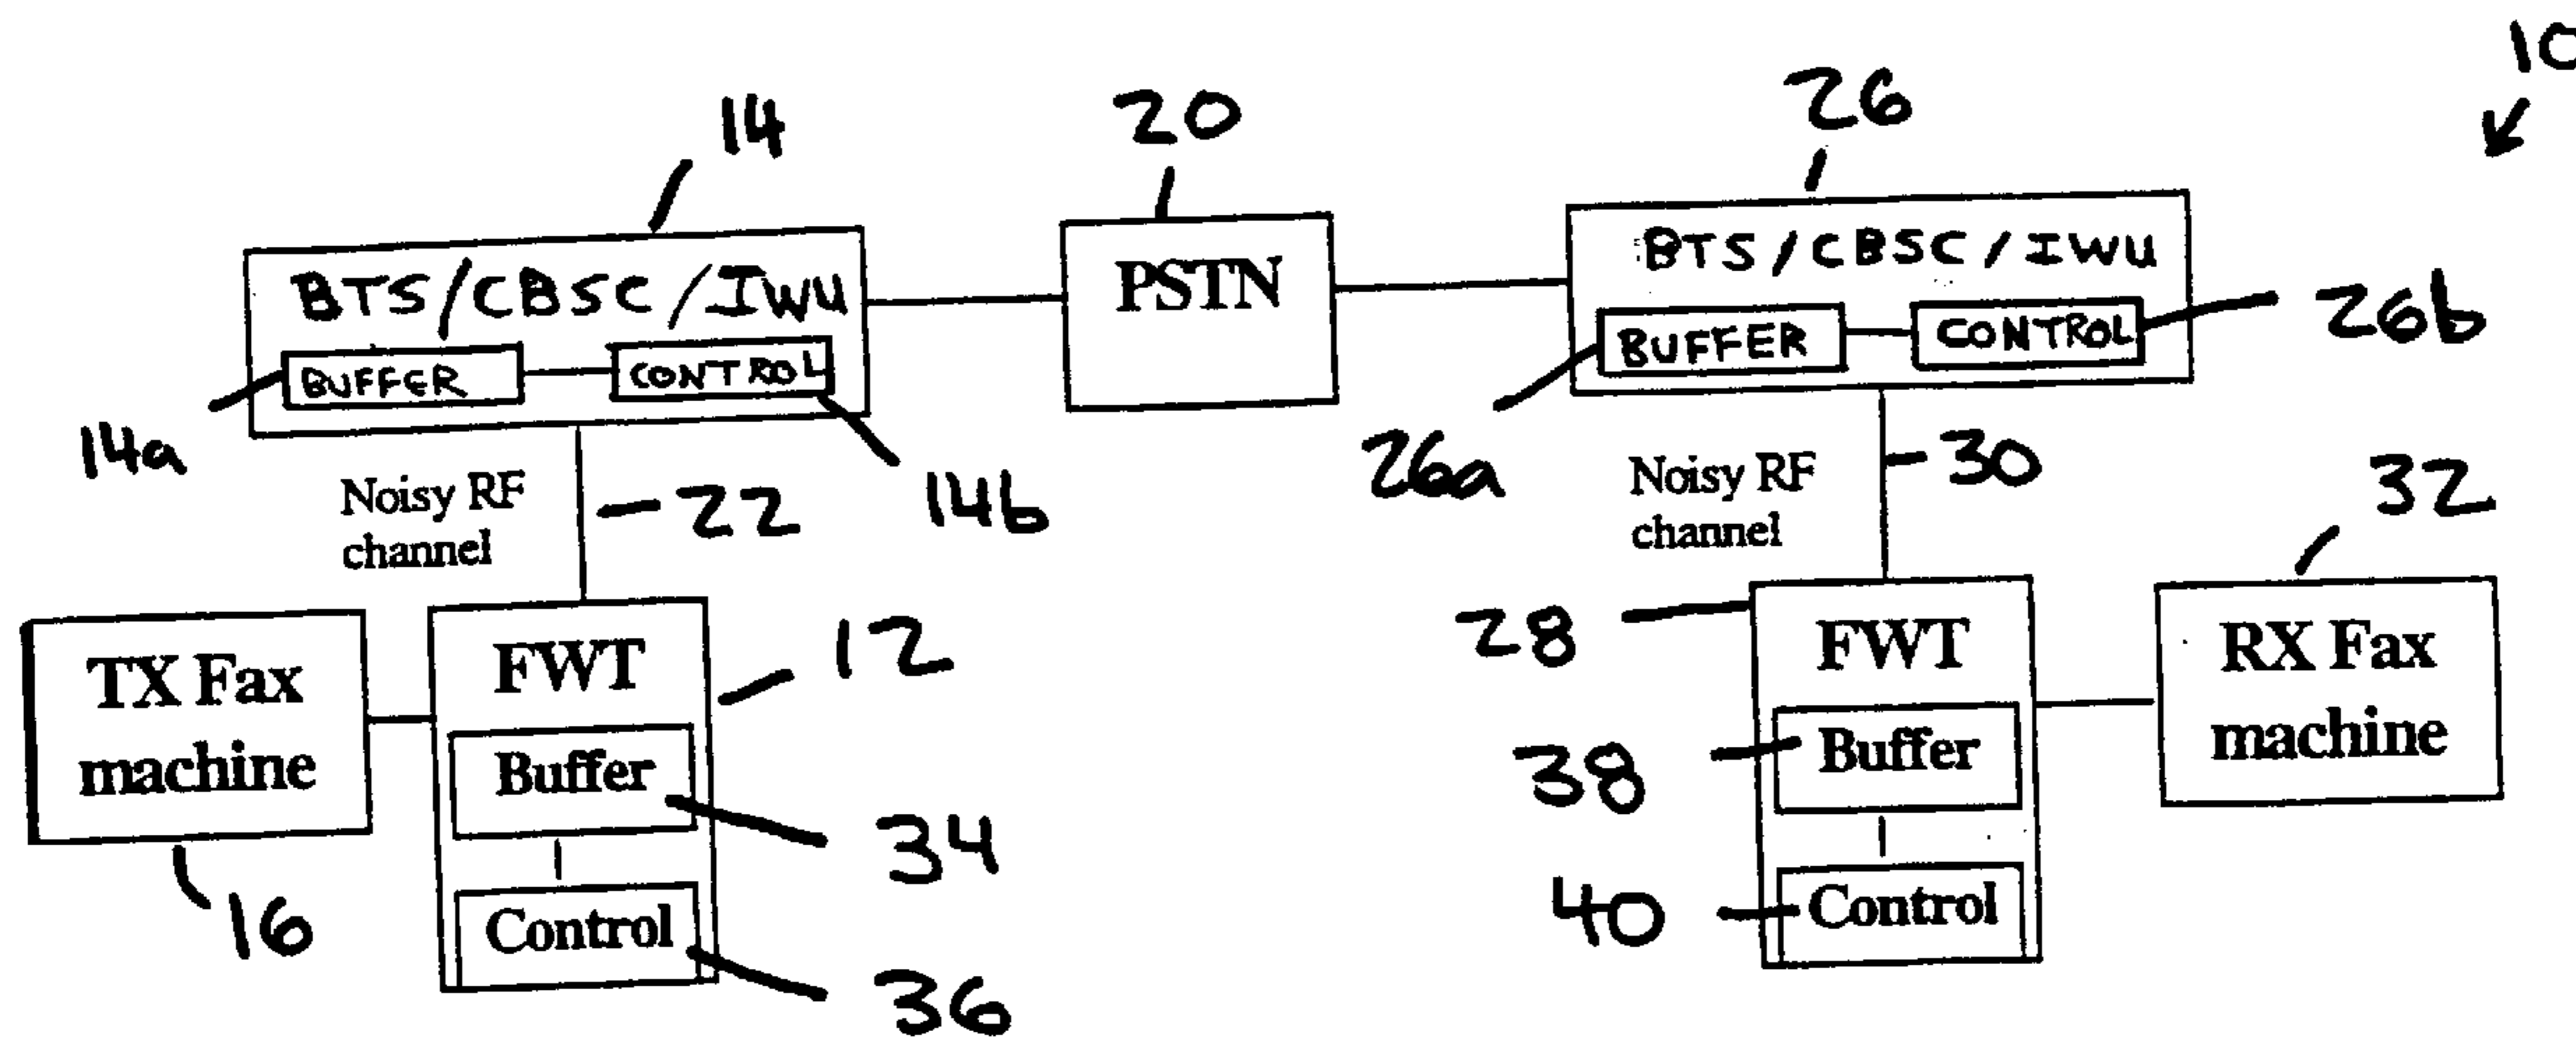 10
14
20
26
BTS/CBSC/IWU
PSTN
BTS/CBSC/IWU
BUFFER
CONTROL
BUFFER
CONTROL
26b
14a
14b
26a
Noisy RF
channel
22
Noisy RF
channel
30
32
TX Fax
machine
FWT
12
28
FWT
RX Fax
machine
Buffer
34
38
Buffer
16
Control
36
40
Control